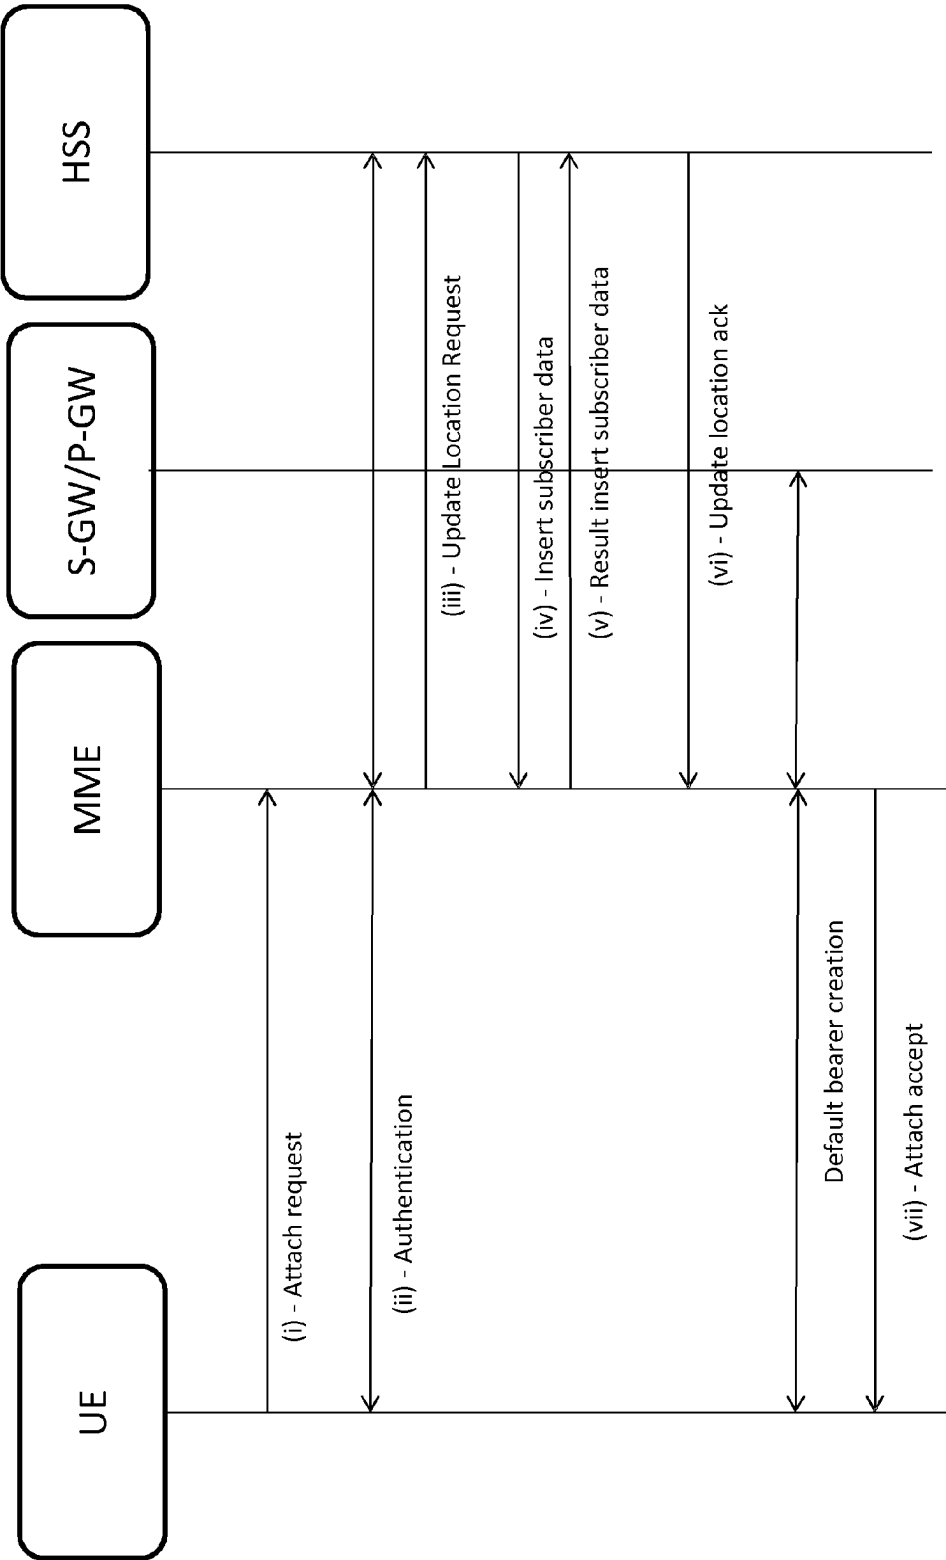 UE
MME
S-GW/P-GW
HSS
(i) - Attach request
(ii) - Authentication
(iii) - Update Location Request
(iv) - Insert subscriber data
(v) - Result insert subscriber data
(vi) - Update location ack
Default bearer creation
(vii) - Attach accept